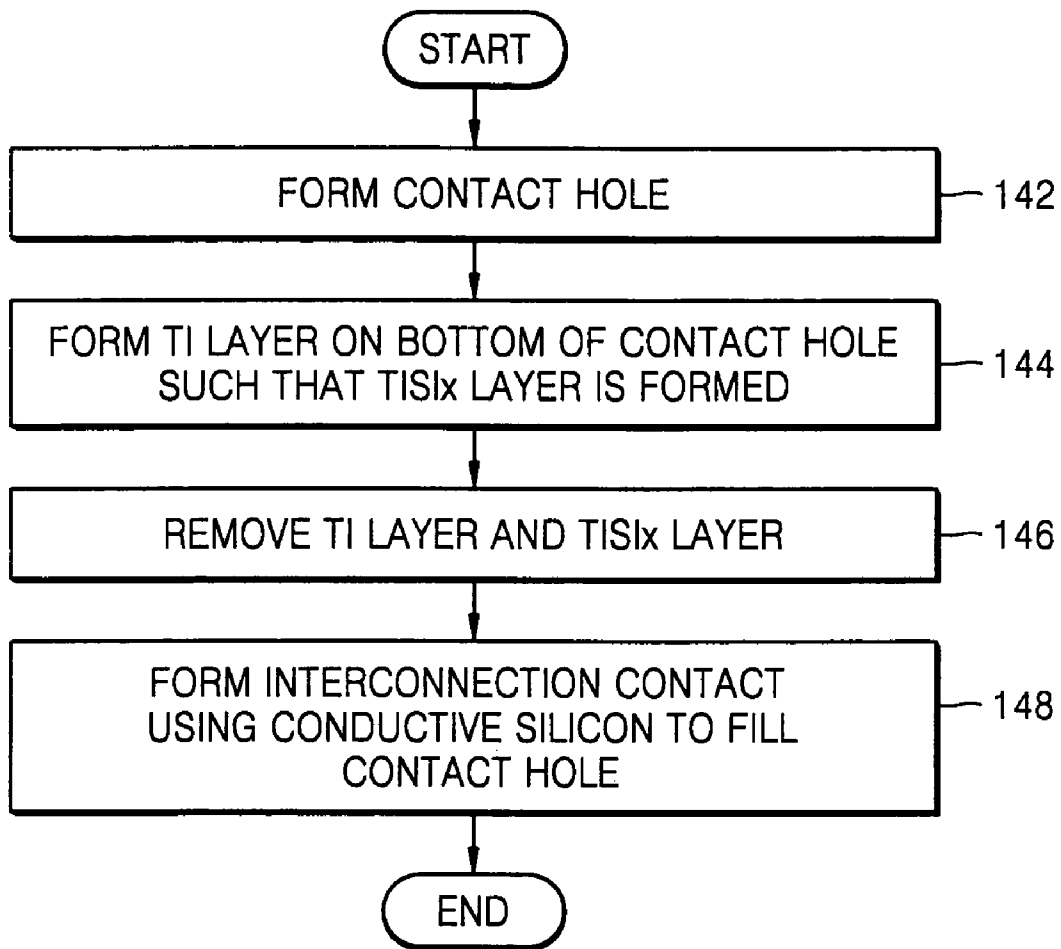 START
FORM CONTACT HOLE
142
FORM TI LAYER ON BOTTOM OF CONTACT HOLE
SUCH THAT TISIx LAYER IS FORMED
144
REMOVE TI LAYER AND TISIx LAYER
146
FORM INTERCONNECTION CONTACT
USING CONDUCTIVE SILICON TO FILL
CONTACT HOLE
148
END